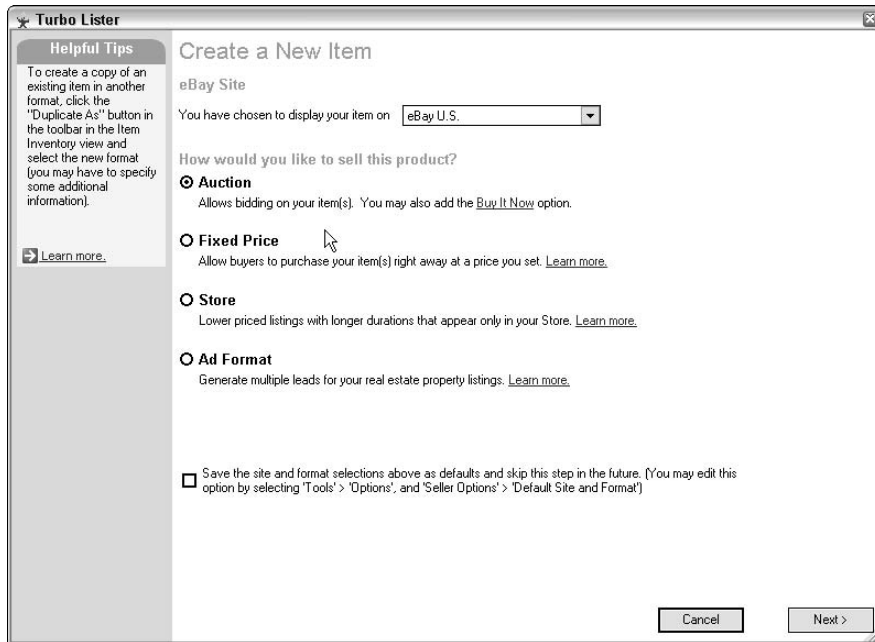 Turbo Lister
Helpful Tips
To create a copy of an
existing item in another
format, click the
"Duplicate As" button in
the toolbar in the Item
Inventory view and
select the new format
(you may have to specify
some additional
information).
Learn more.
Create a New Item
eBay Site
You have chosen to display your item on eBay U.S.
How would you like to sell this product?
Auction
Allows bidding on your item(s). You may also add the Buy It Now option.
Fixed Price
Allow buyers to purchase your item(s) right away at a price you set. Learn more.
Store
Lower priced listings with longer durations that appear only in your Store. Learn more.
Ad Format
Generate multiple leads for your real estate property listings. Learn more.
Save the site and format selections above as defaults and skip this step in the future. (You may edit this
option by selecting 'Tools' > 'Options', and 'Seller Options' > 'Default Site and Format')
Cancel
Next >